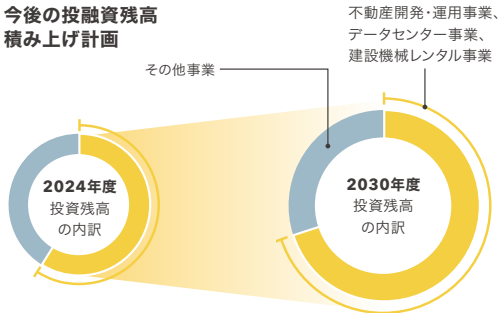 今後の投融資残高
積み上げ計画
不動産開発・運用事業、
データセンター事業、
建設機械レンタル事業
その他事業
2024年度
投資残高
の内訳
2030年度
投資残高
の内訳